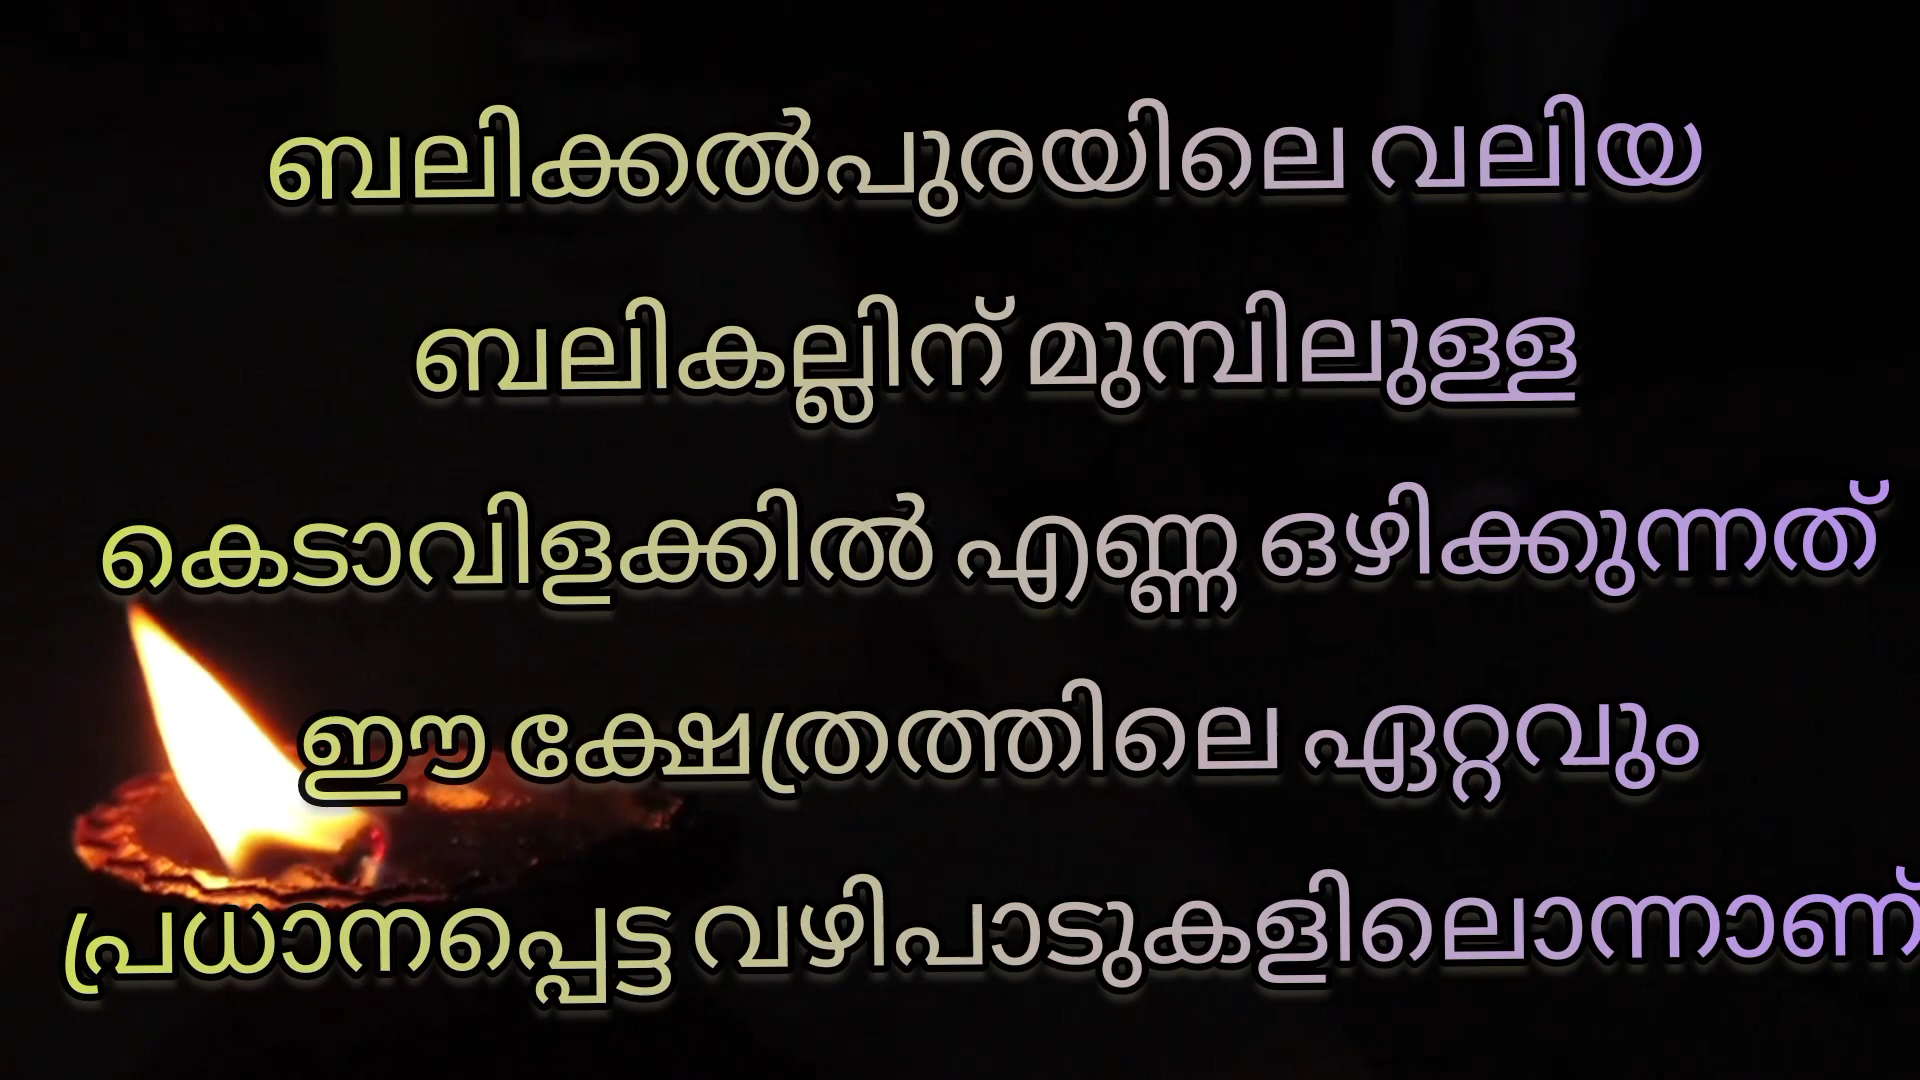 ബലിക്കൽപുരയിലെ വലിയ
ബലികല്ലിന് മുമ്പിലുള്ള
കെടാവിളക്കിൽ എണ്ണ ഒഴിക്കുന്നത്
ഈ ക്ഷേത്രത്തിലെ ഏറ്റവും
പ്രധാനപ്പെട്ട വഴിപാടുകളിലൊന്നാണ്